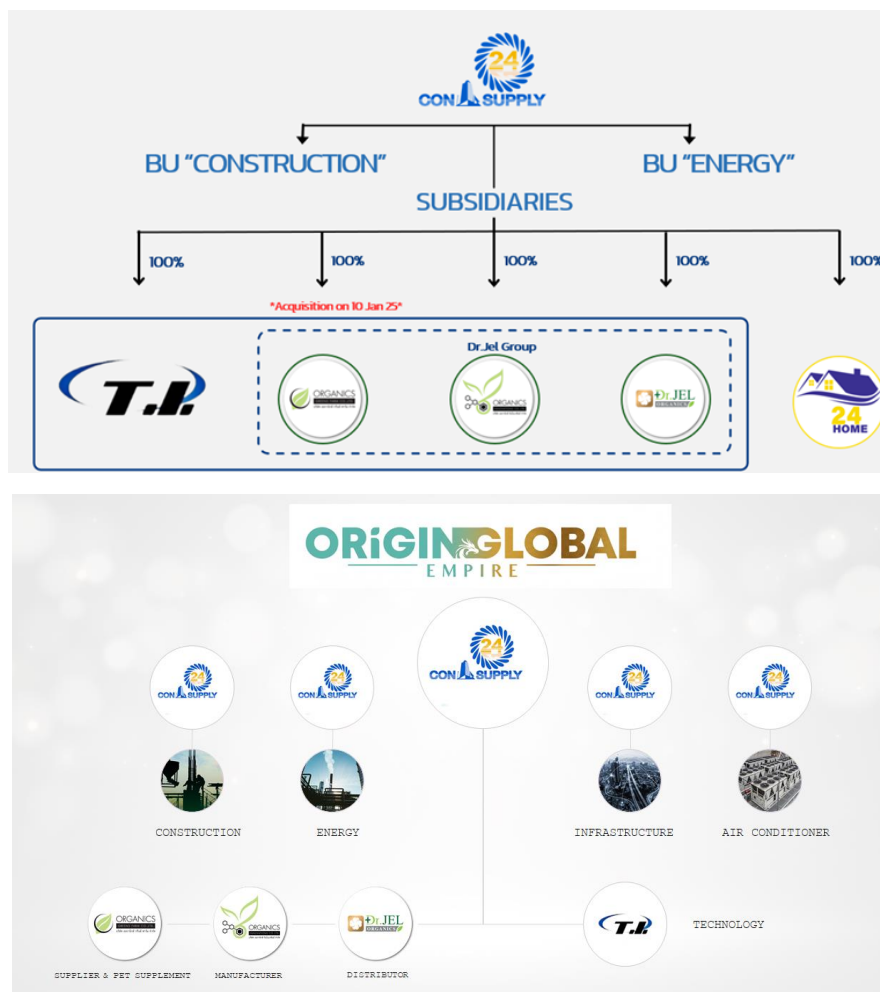 24
CON SUPPLY
BU "CONSTRUCTION"
BU "ENERGY"
SUBSIDIARIES
100%
100%
100%
100%
100%
*Acquisition on 10 Jan 25*
Dr.Jel Group
T.I.
ORGANICS
ORGANICS
Dr.JEL
ORGANICS
24
HOME
ORiGIN GLOBAL
EMPIRE
24
CON SUPPLY
24
CON SUPPLY
24
CON SUPPLY
24
CON SUPPLY
24
CON SUPPLY
CONSTRUCTION
ENERGY
INFRASTRUCTURE
AIR CONDITIONER
ORGANICS
ORGANICS
Dr.JEL
ORGANICS
T.I.
TECHNOLOGY
SUPPLIER & PET SUPPLEMENT
MANUFACTURER
DISTRIBUTOR